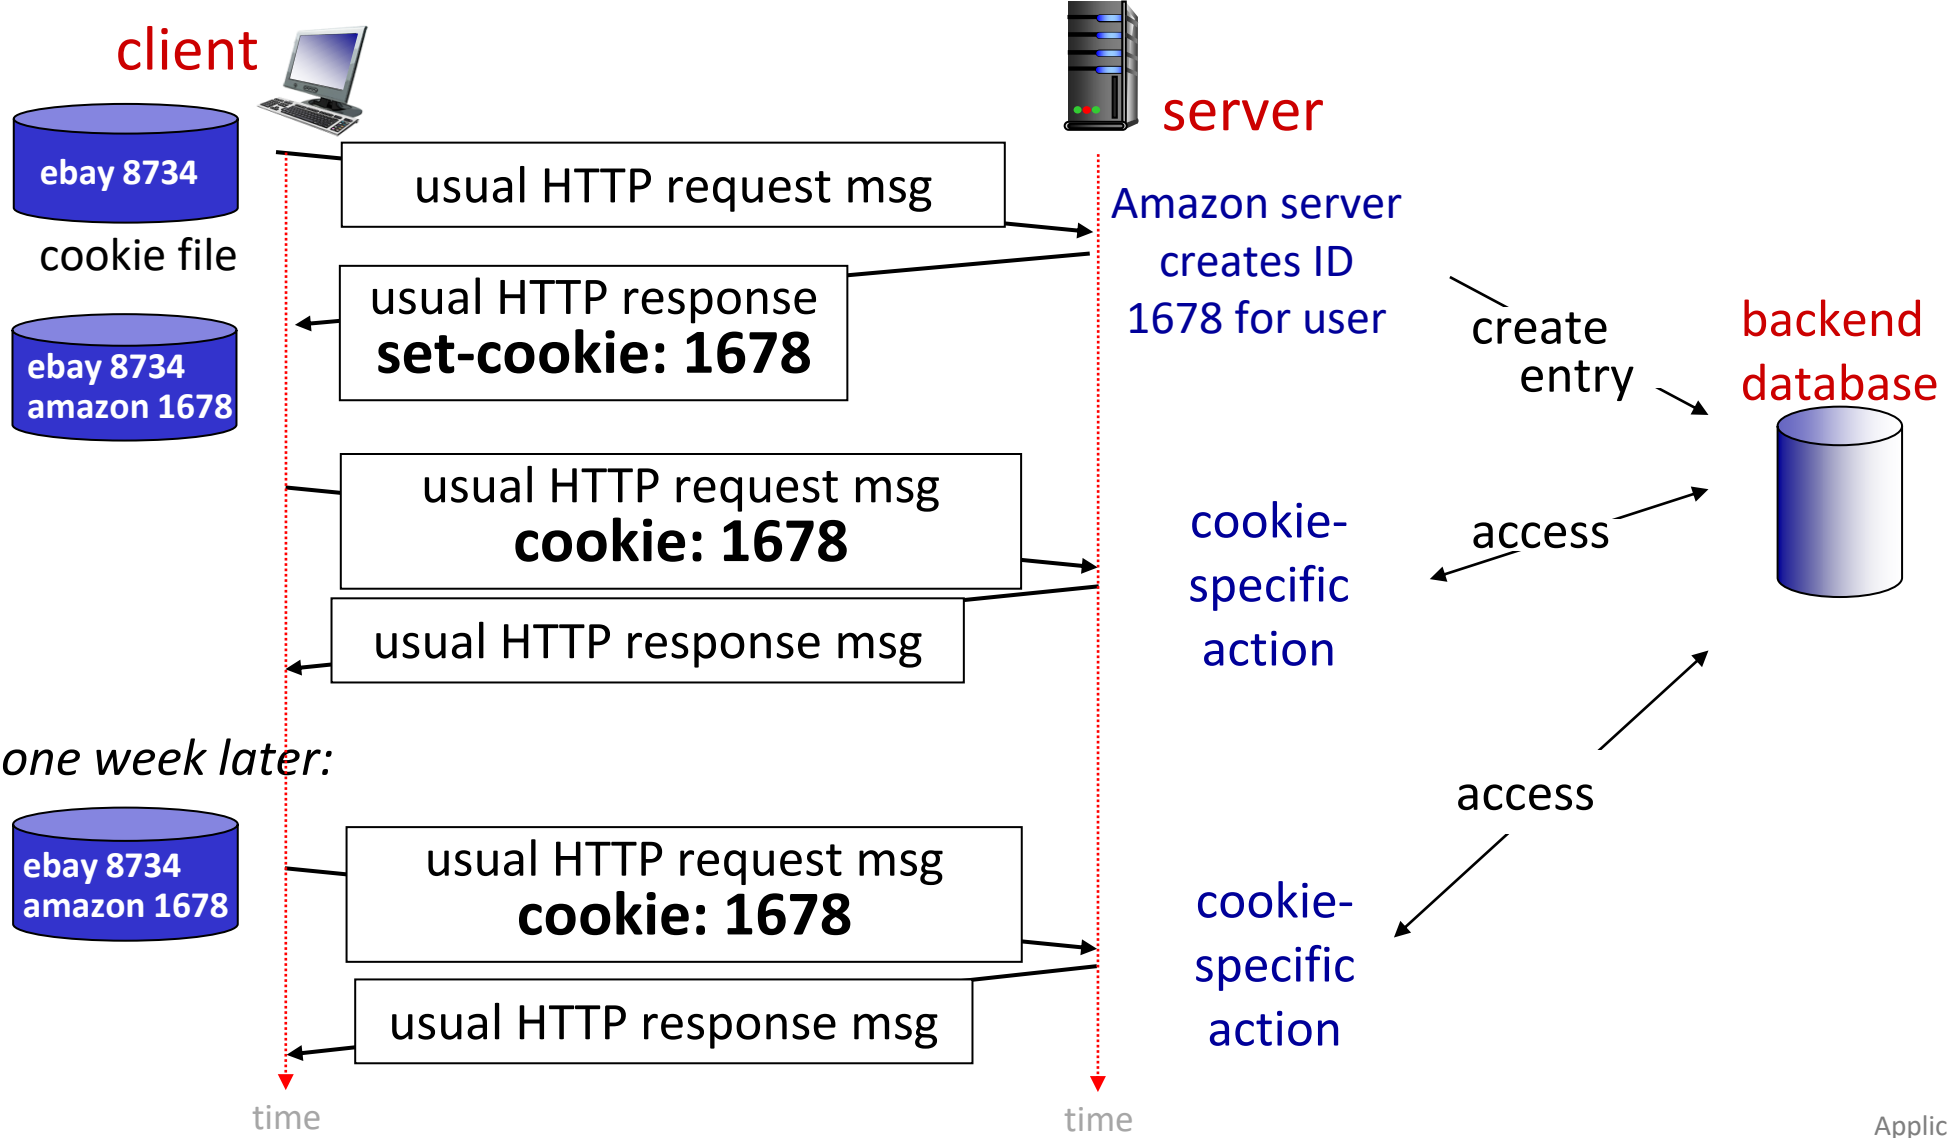 client
server
ebay 8734
cookie file
usual HTTP request msg
Amazon server
creates ID
1678 for user
usual HTTP response
set-cookie: 1678
ebay 8734
amazon 1678
create
entry
backend
database
usual HTTP request msg
cookie: 1678
cookie-
specific
action
access
usual HTTP response msg
one week later:
access
ebay 8734
amazon 1678
usual HTTP request msg
cookie: 1678
cookie-
specific
action
usual HTTP response msg
time
time
Applic